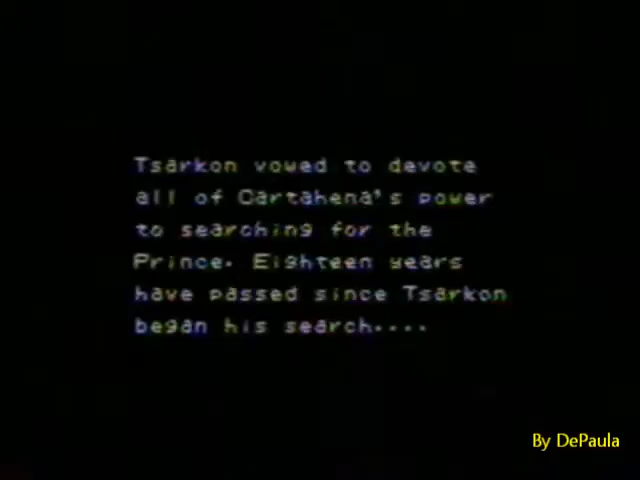 Tsarkon vowed to devote
all of Cartahena's power
to searching for the
Prince. Eighteen years
have passed since Tsarkon
began his search....
By DePaula